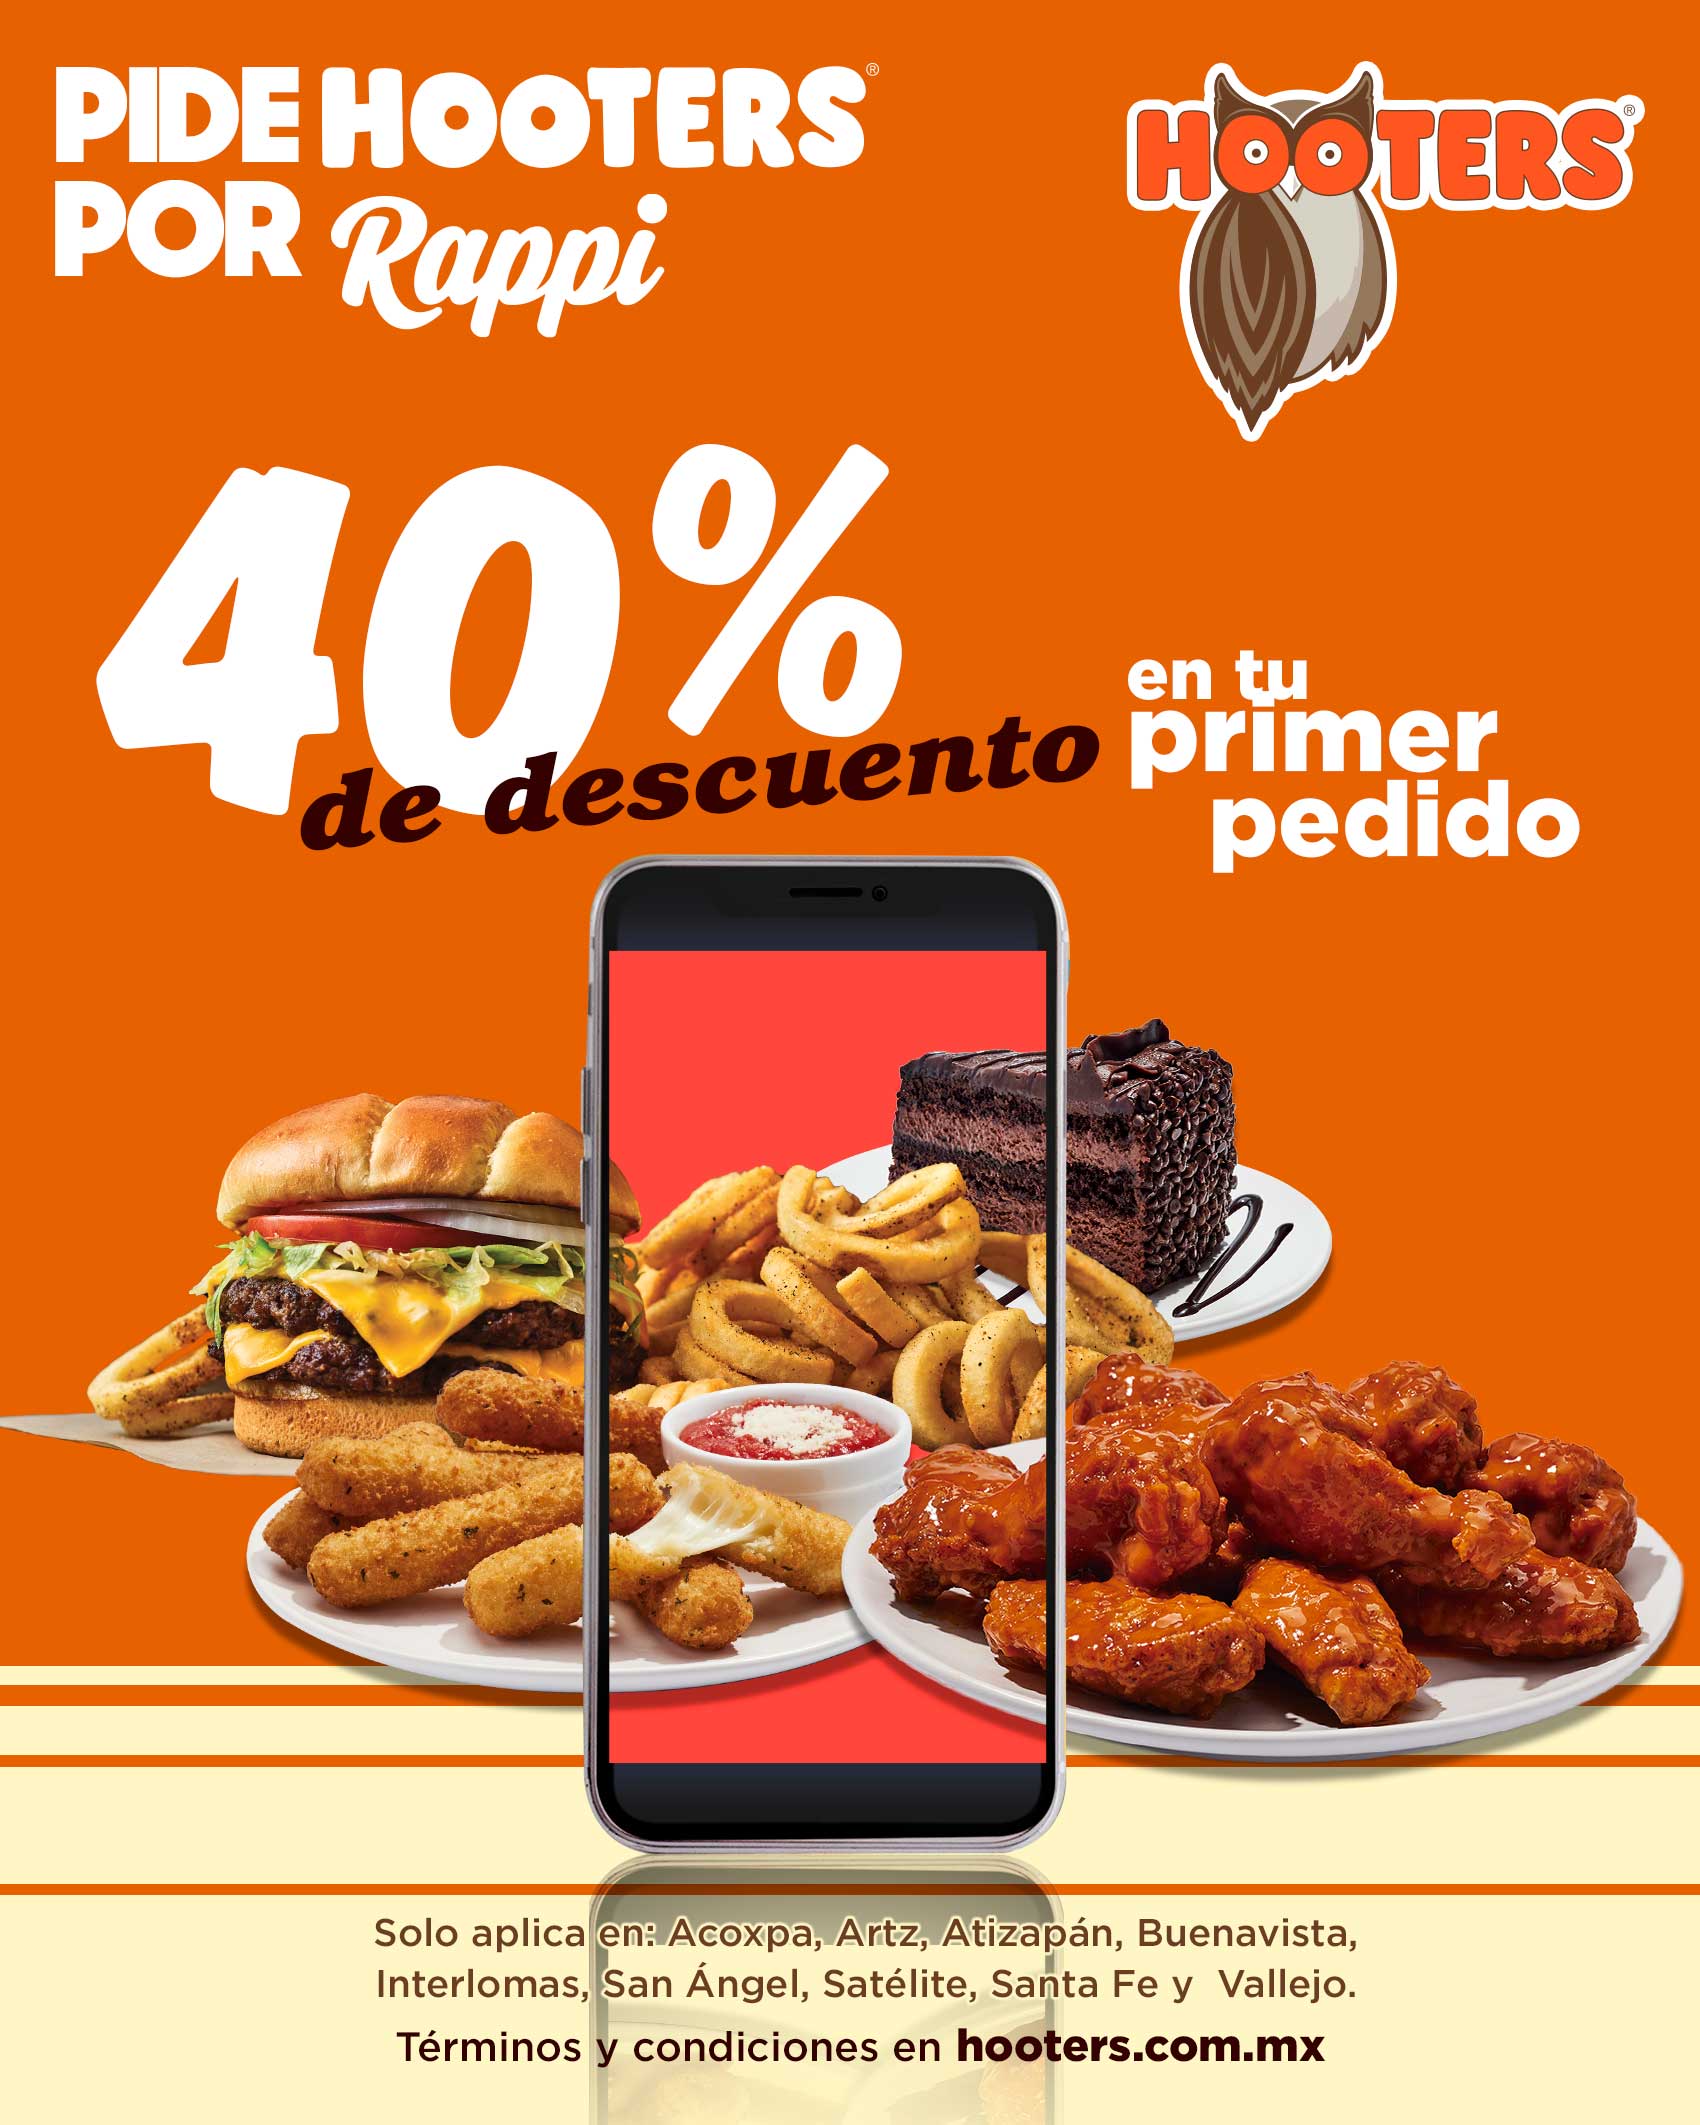 PIDE HOOTERS®
POR Rappi
HOOTERS®
40%
de descuento
en tu
primer
pedido
Solo aplica en: Acoxpa, Artz, Atizapán, Buenavista,
Interlomas, San Ángel, Satélite, Santa Fe y Vallejo.
Términos y condiciones en hooters.com.mx